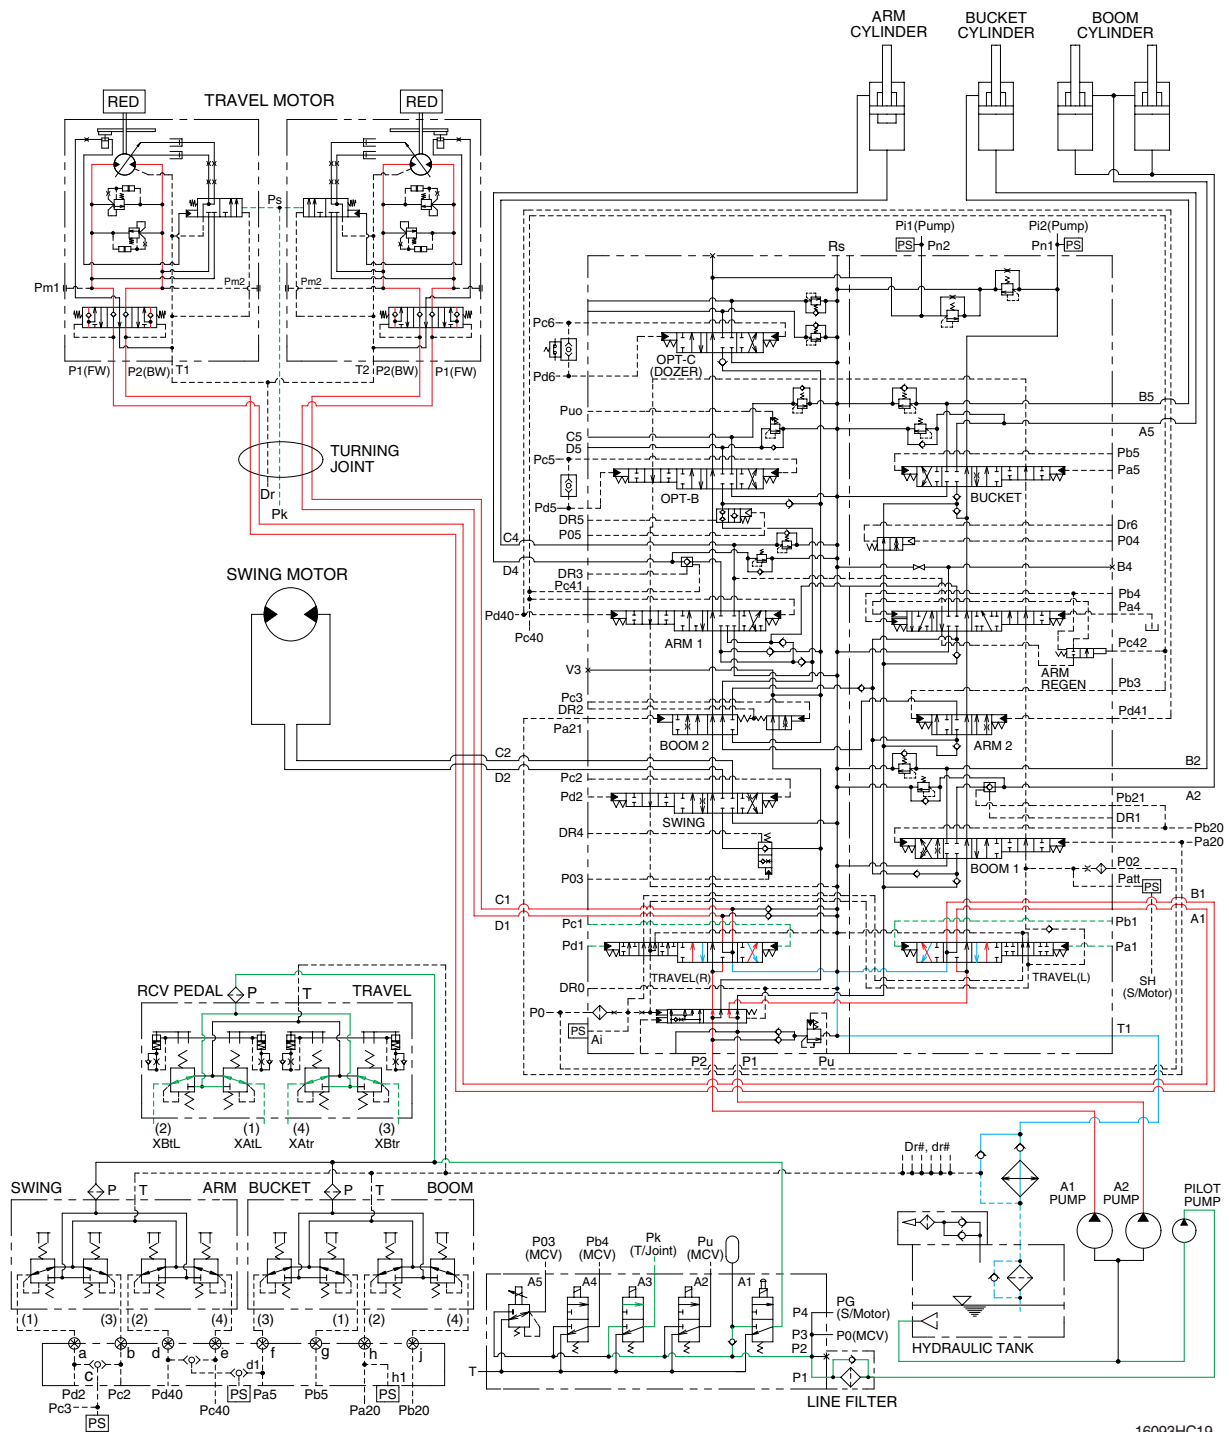 ARM
CYLINDER
BUCKET
CYLINDER
BOOM
CYLINDER
RED
TRAVEL MOTOR
RED
Ps
Pm1
Pm2
Pm2
P1(FW)
P2(BW)
T1
T2
P2(BW)
P1(FW)
TURNING
JOINT
Dr
Pk
SWING MOTOR
Pi1(Pump)
Pi2(Pump)
PS
Pn2
Rs
Pn1
PS
Pc6
Pd6
OPT-C
(DOZER)
Puo
C5
D5
Pc5
Pd5
OPT-B
DR5
P05
C4
D4
DR3
Pc41
Pd40
Pc40
ARM 1
V3
Pc3
DR2
Pa21
BOOM 2
C2
D2
Pc2
Pd2
SWING
DR4
P03
C1
D1
Pc1
Pd1
TRAVEL(R)
DR0
P0
PS
Ai
P2
P1
Pu
B5
A5
Pb5
Pa5
BUCKET
Dr6
P04
B4
Pb4
Pa4
Pc42
ARM
REGEN
Pb3
Pd41
ARM 2
B2
A2
Pb21
DR1
Pb20
Pa20
BOOM 1
P02
Patt
PS
B1
A1
Pb1
Pa1
TRAVEL(L)
SH
(S/Motor)
T1
RCV PEDAL
P
T
TRAVEL
(2)
XBtL
(1)
XAtL
(4)
XAtr
(3)
XBtr
SWING
P
T
ARM
BUCKET
P
T
BOOM
(1)
(3)
(2)
(4)
(3)
(1)
(2)
(4)
a
b
d
e
f
g
h
j
c
d1
h1
PS
PS
Pd2
Pc2
Pd40
Pa5
Pb5
Pa20
Pb20
Pc3
Pc40
PS
P03
(MCV)
Pb4
(MCV)
Pk
(T/Joint)
Pu
(MCV)
A5
A4
A3
A2
A1
T
P4
P3
P2
P1
PG
(S/Motor)
P0(MCV)
LINE FILTER
Dr#, dr#
A1
PUMP
A2
PUMP
PILOT
PUMP
HYDRAULIC TANK
16093HC19